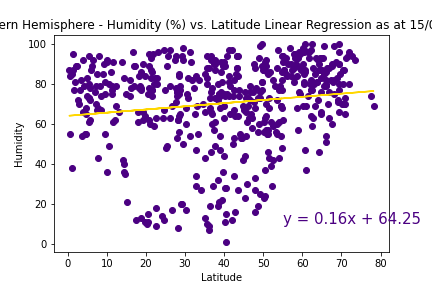 ern Hemisphere - Humidity (%) vs. Latitude Linear Regression as at 15/0
100
80
60
40
20
0
Humidity
y = 0.16x + 64.25
0 10 20 30 40 50 60 70 80
Latitude